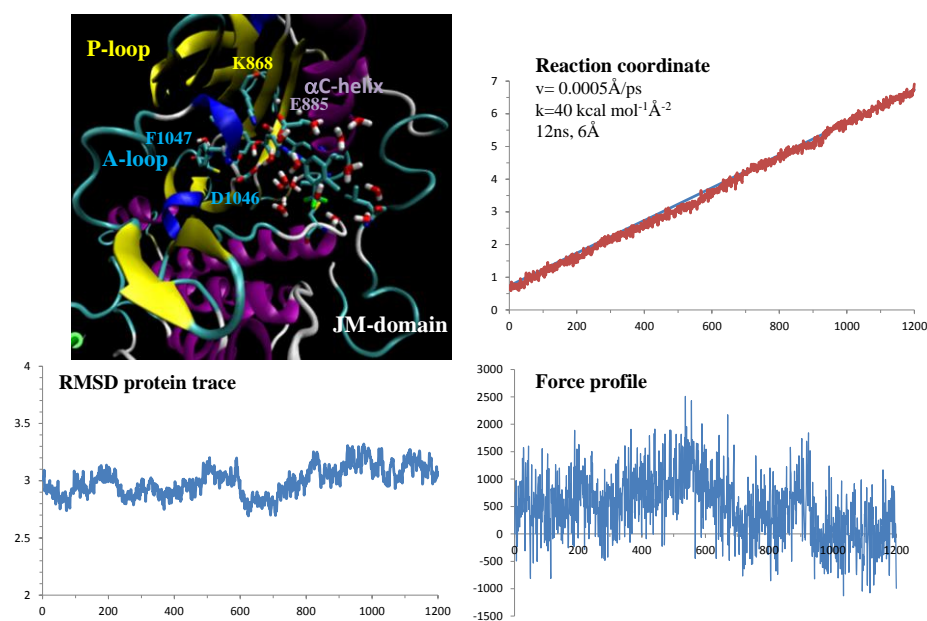 P-loop
K868
αC-helix
E885
F1047
A-loop
D1046
JM-domain
Reaction coordinate
v= 0.0005Å/ps
k=40 kcal mol⁻¹Å⁻²
12ns, 6Å
7
6
5
4
3
2
1
0
0 200 400 600 800 1000 1200
RMSD protein trace
4
3.5
3
2.5
2
0 200 400 600 800 1000 1200
Force profile
3000
2500
2000
1500
1000
500
0
-500
-1000
-1500
0 200 400 600 800 1000 1200